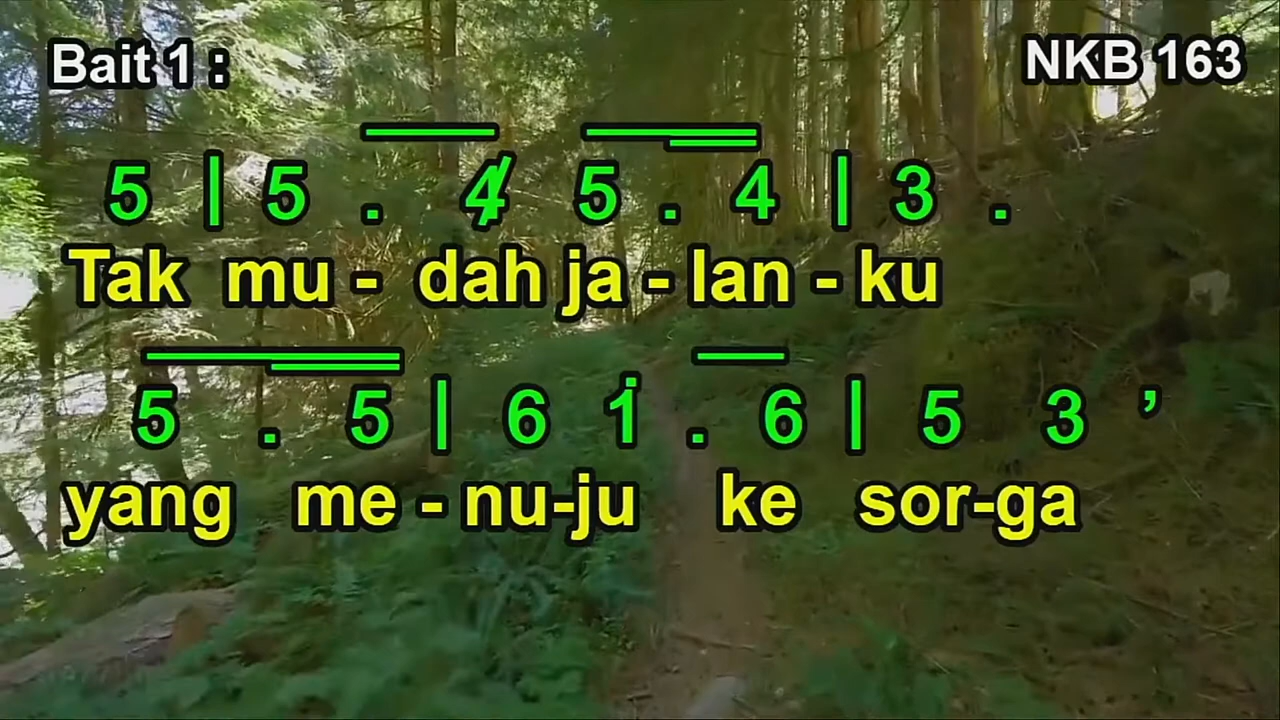 Bait 1 : NKB 163
5 | 5 . 4̸ 5 . 4 | 3 .
Tak mu - dah ja - lan - ku
5 . 5 | 6 1̇ . 6 | 5 3 ’
yang me - nu-ju ke sor-ga